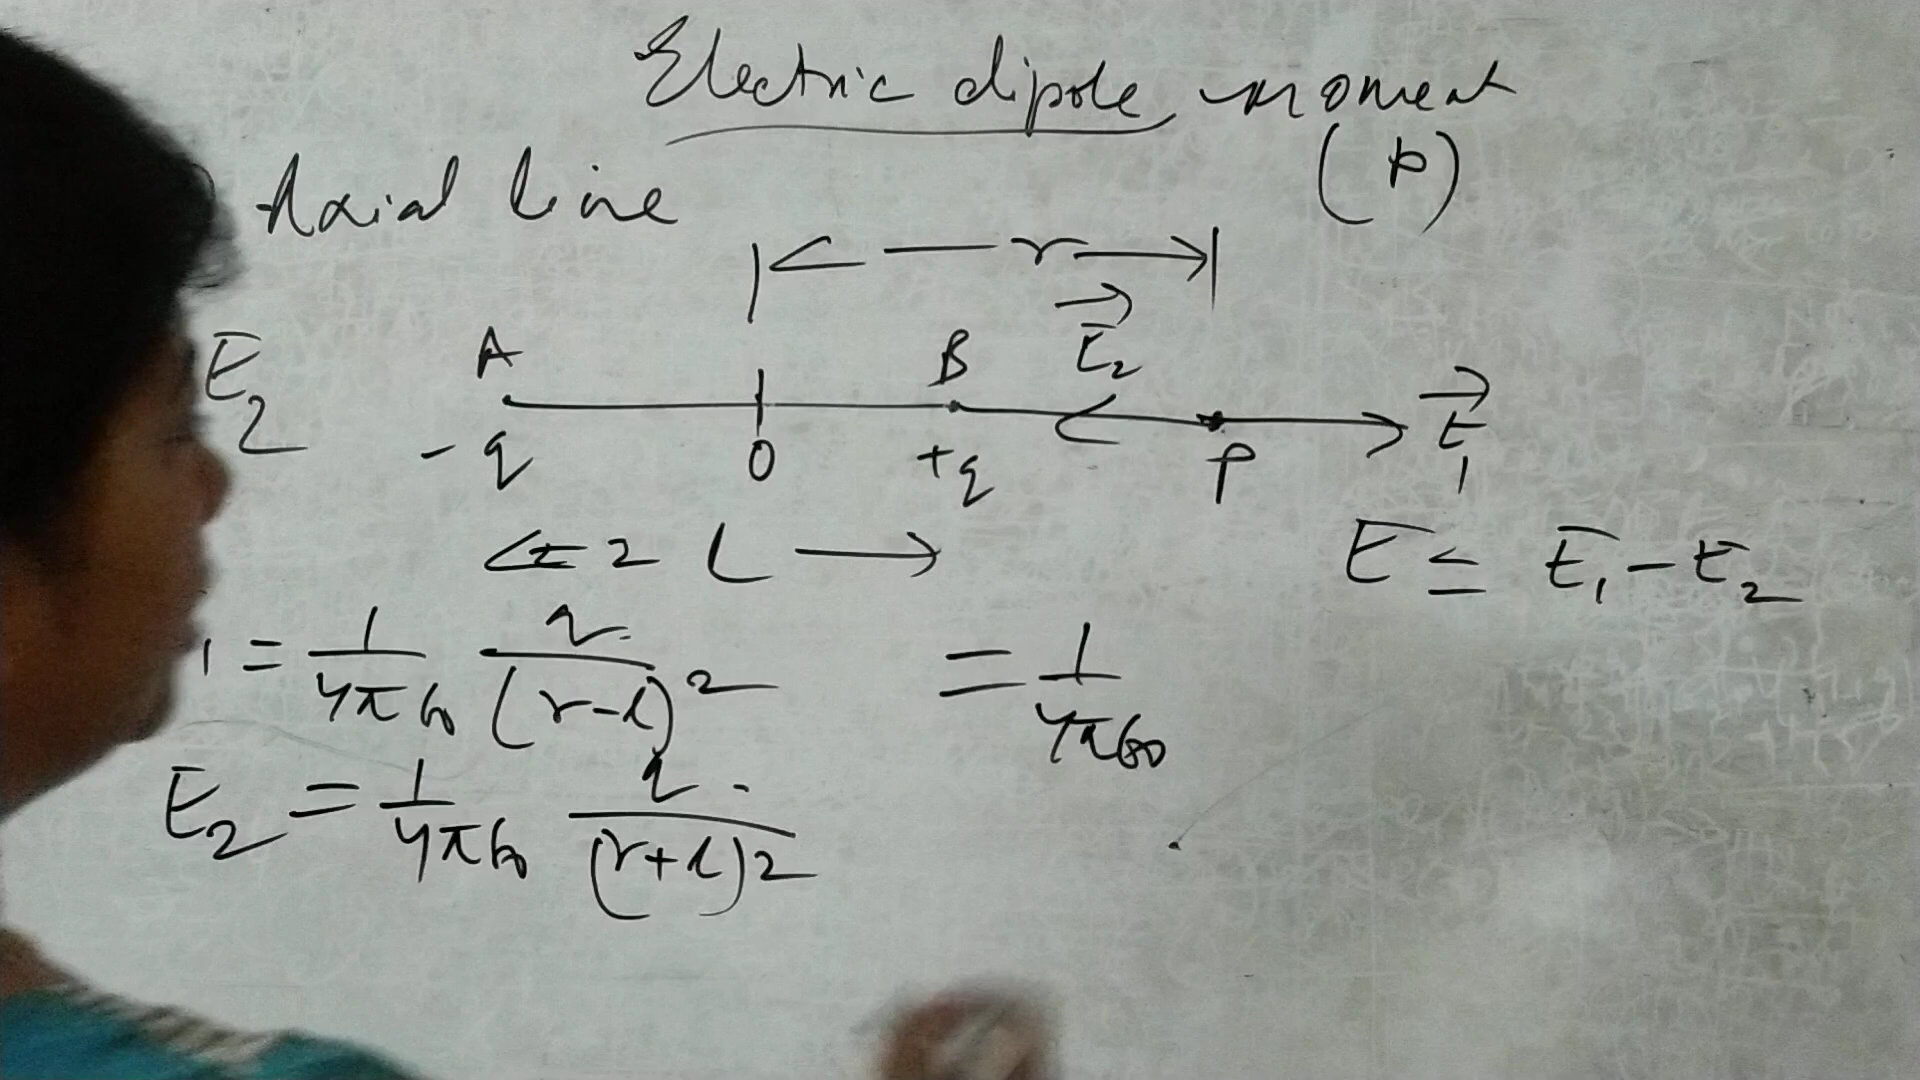 Electric dipole moment
(p)
Axial line
r
E₂
A B E₂→
-q O +q P E₁→
2l
E = E₁ - E₂
1 = 1/4πε₀ q/(r-l)²
= 1/4πε₀
E₂ = 1/4πε₀ q/(r+l)²